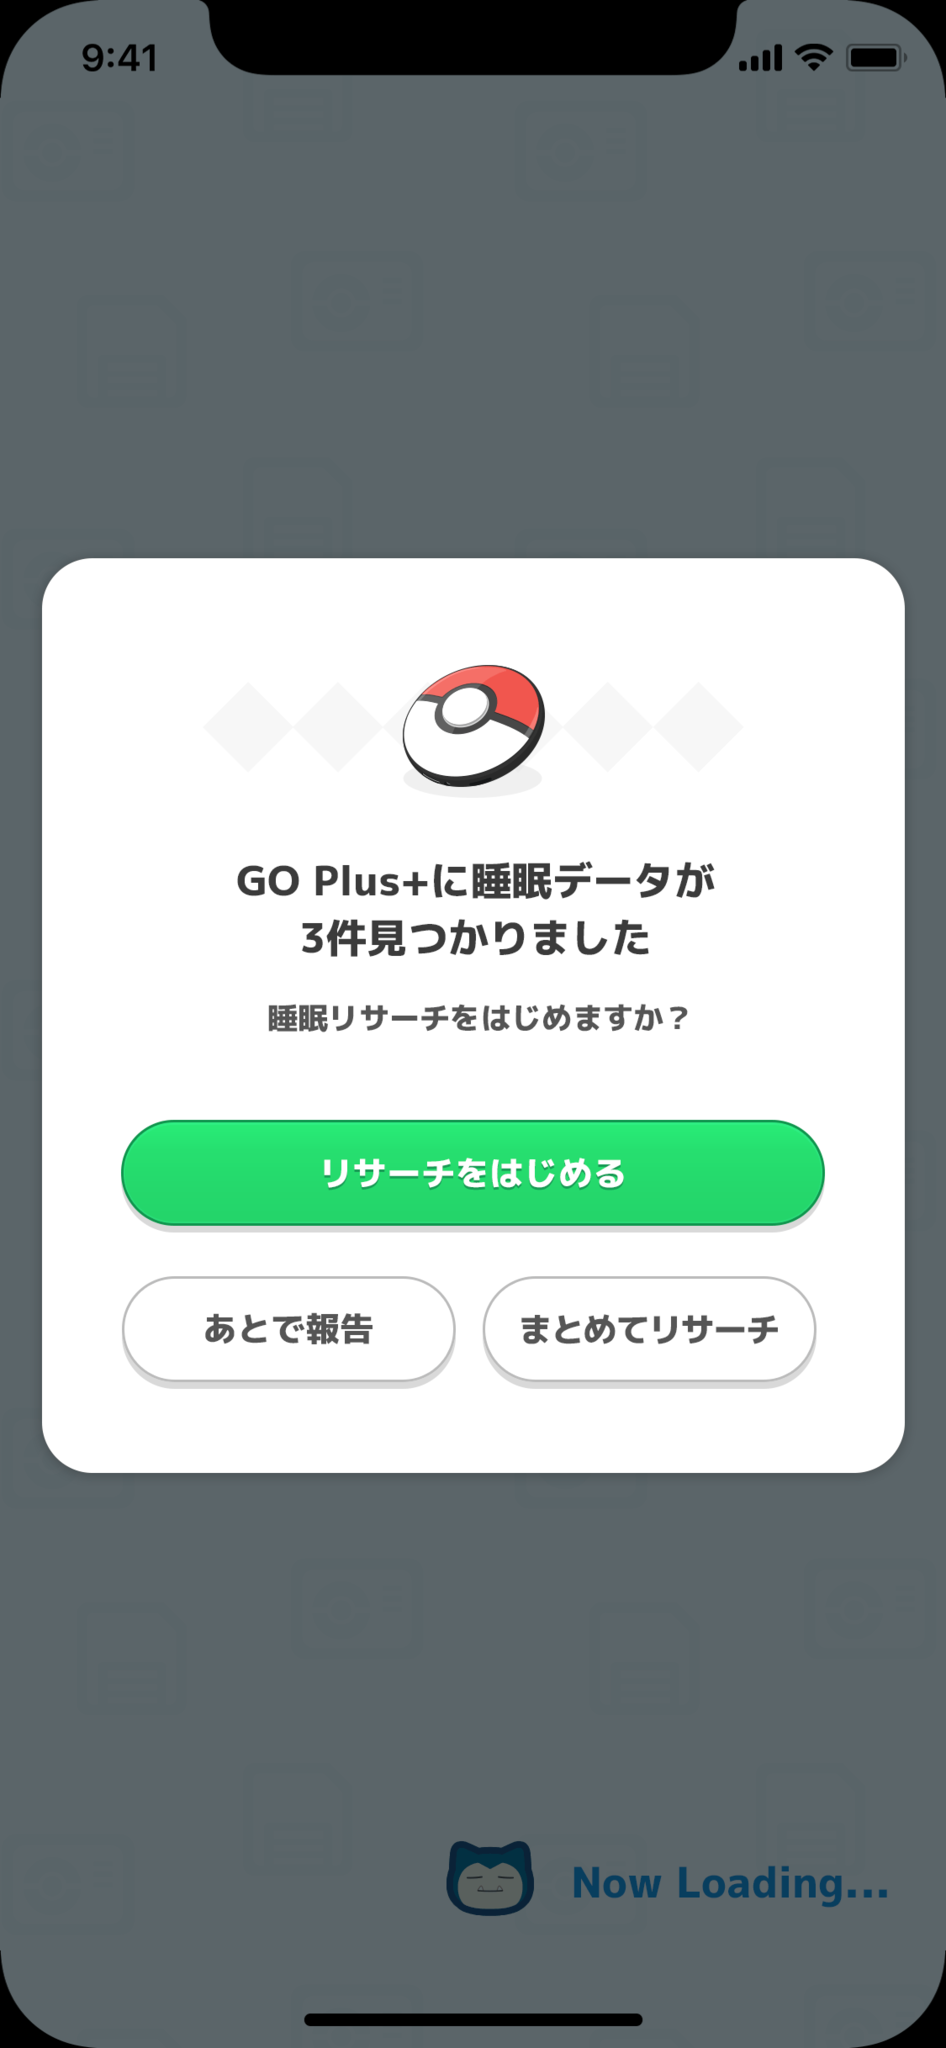 9:41
GO Plus+に睡眠データが
3件見つかりました
睡眠リサーチをはじめますか？
リサーチをはじめる
あとで報告
まとめてリサーチ
Now Loading...